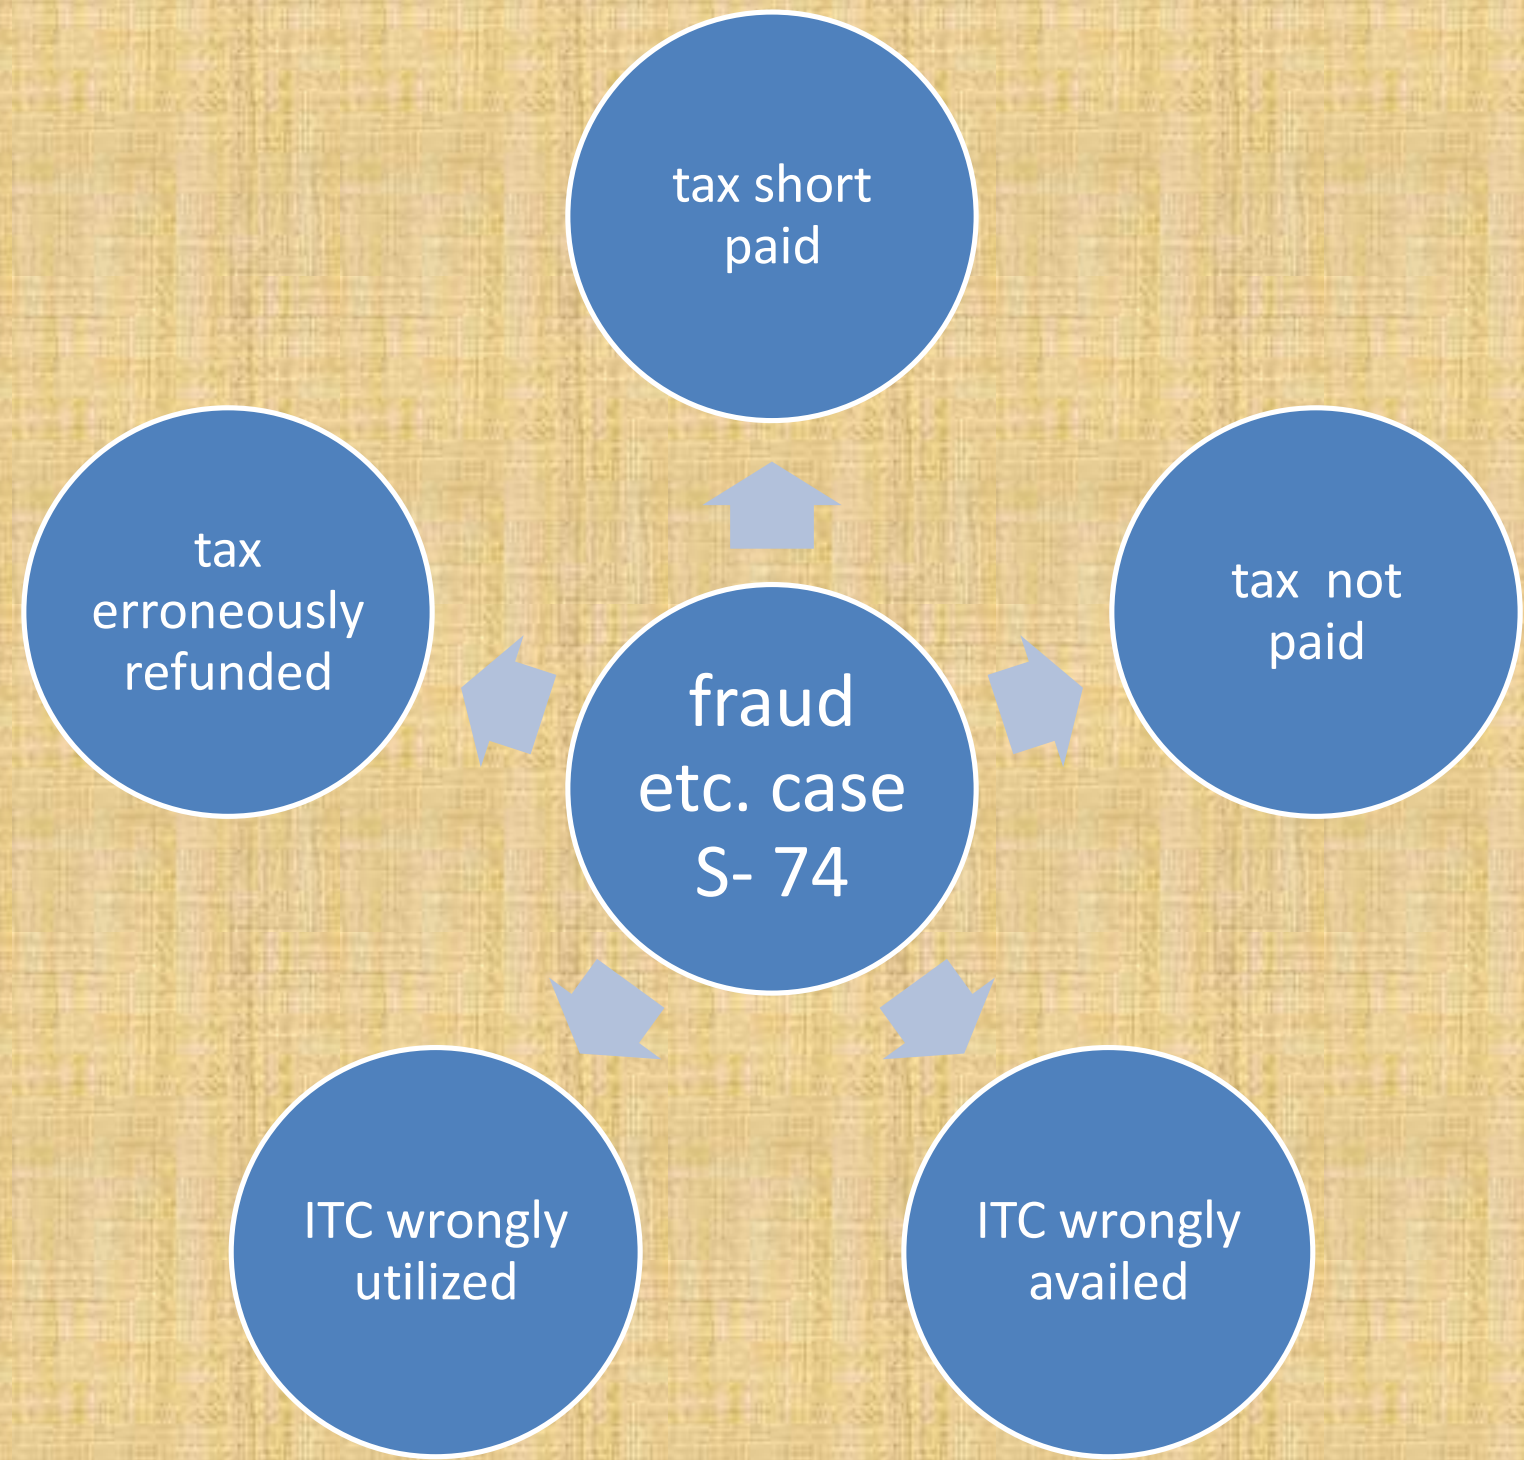 tax short
paid
tax not
paid
tax
erroneously
refunded
fraud
etc. case
S- 74
ITC wrongly
utilized
ITC wrongly
availed